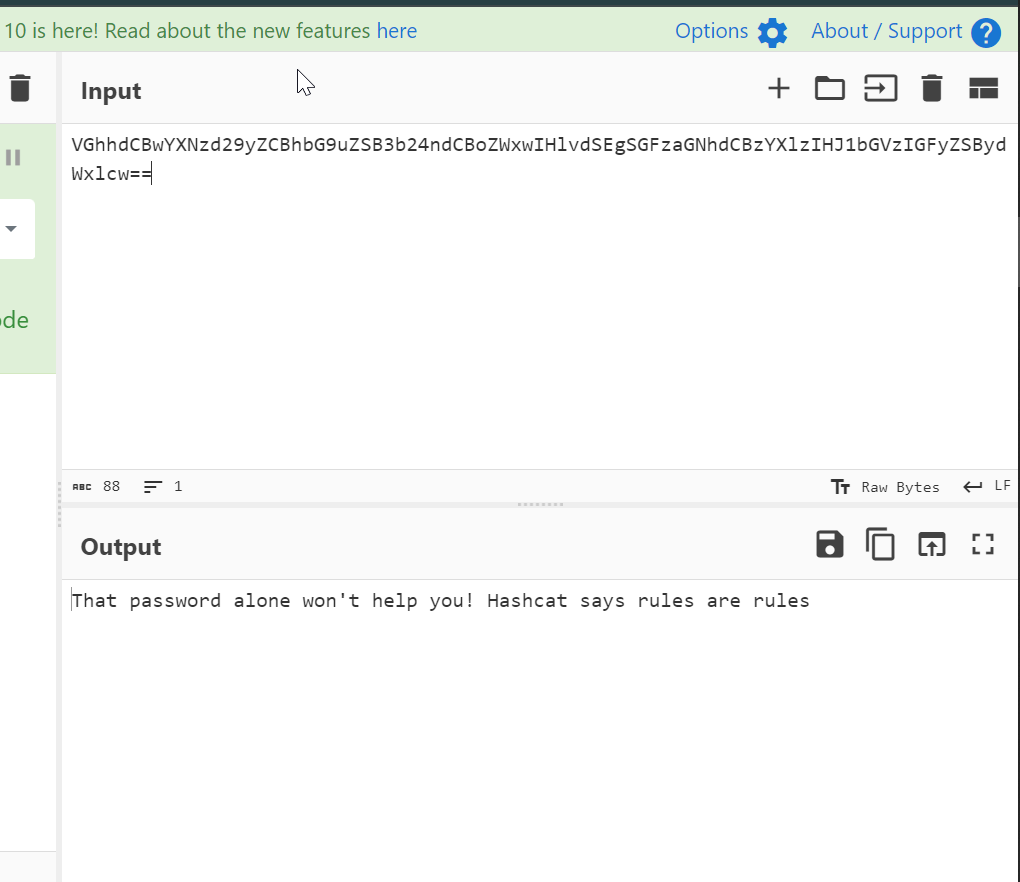 10 is here! Read about the new features here
Options
About / Support
Input
VGhhdCBwYXNzd29yZCBhbG9uZSB3b24ndCBoZWxwIHlvdSEgSGFzaGNhdCBzYXlzIHJ1bGVzIGFyZSByd
Wxlcw==
ode
ABC 88
1
Tт Raw Bytes
LF
Output
That password alone won't help you! Hashcat says rules are rules